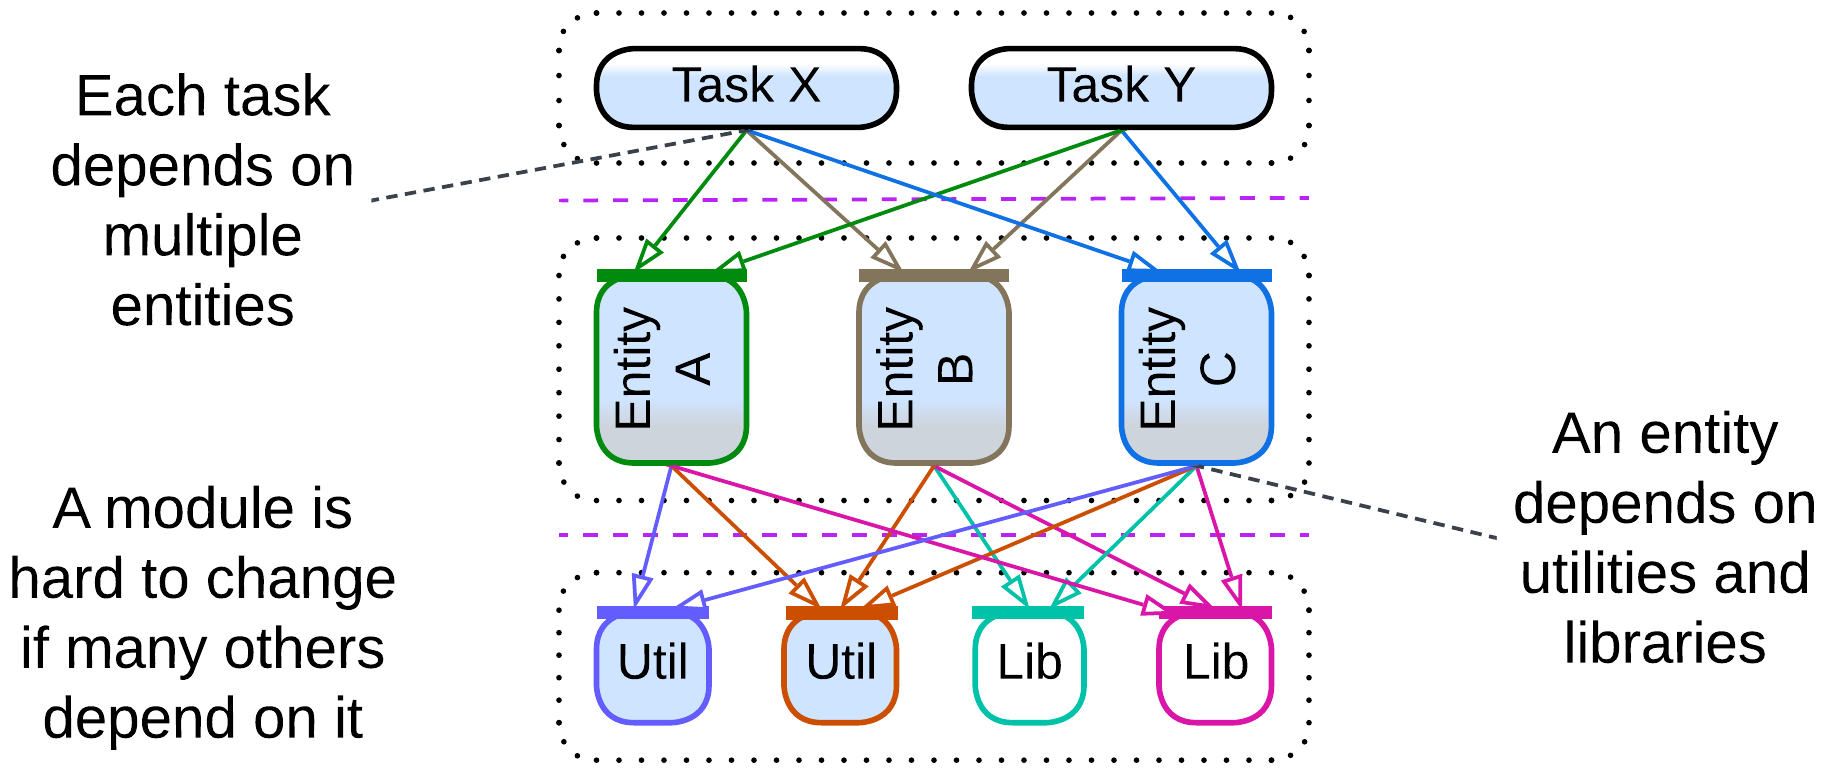 Each task
depends on
multiple
entities
A module is
hard to change
if many others
depend on it
Task X
Task Y
Entity
A
Entity
B
Entity
C
Util
Util
Lib
Lib
An entity
depends on
utilities and
libraries